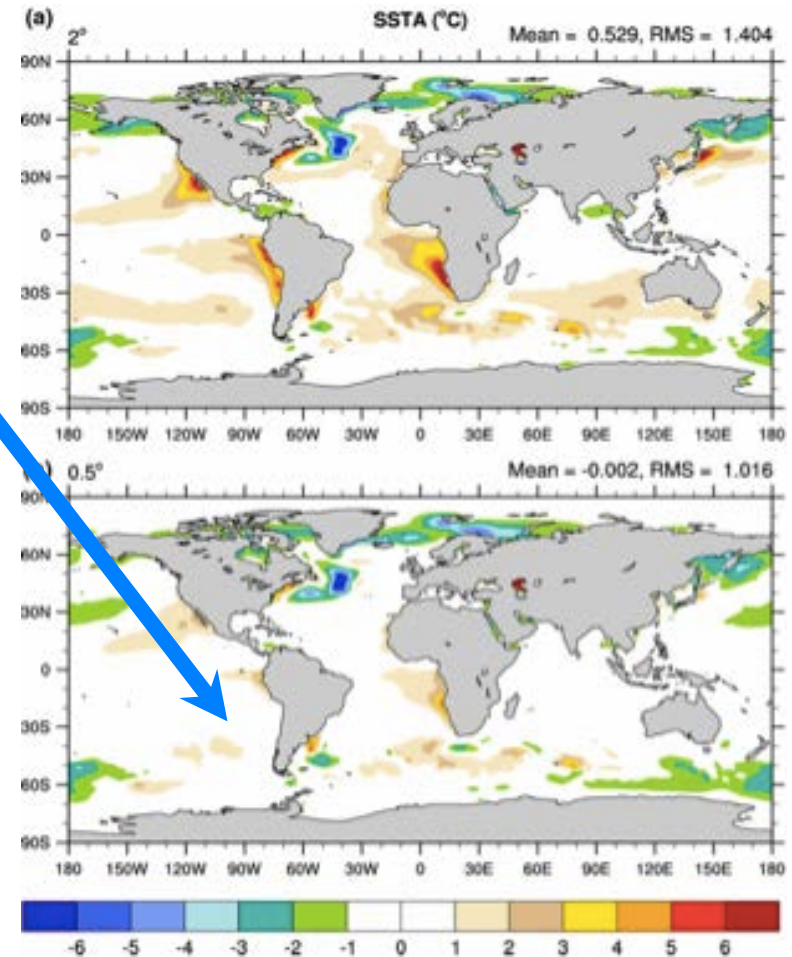 (a)
SSTA (°C)
2°
Mean = 0.529, RMS = 1.404
90N
60N
30N
0
30S
60S
90S
180 150W 120W 90W 60W 30W 0 30E 60E 90E 120E 150E 180
0.5°
Mean = -0.002, RMS = 1.016
90N
60N
30N
0
30S
60S
90S
180 150W 120W 90W 60W 30W 0 30E 60E 90E 120E 150E 180
-6 -5 -4 -3 -2 -1 0 1 2 3 4 5 6